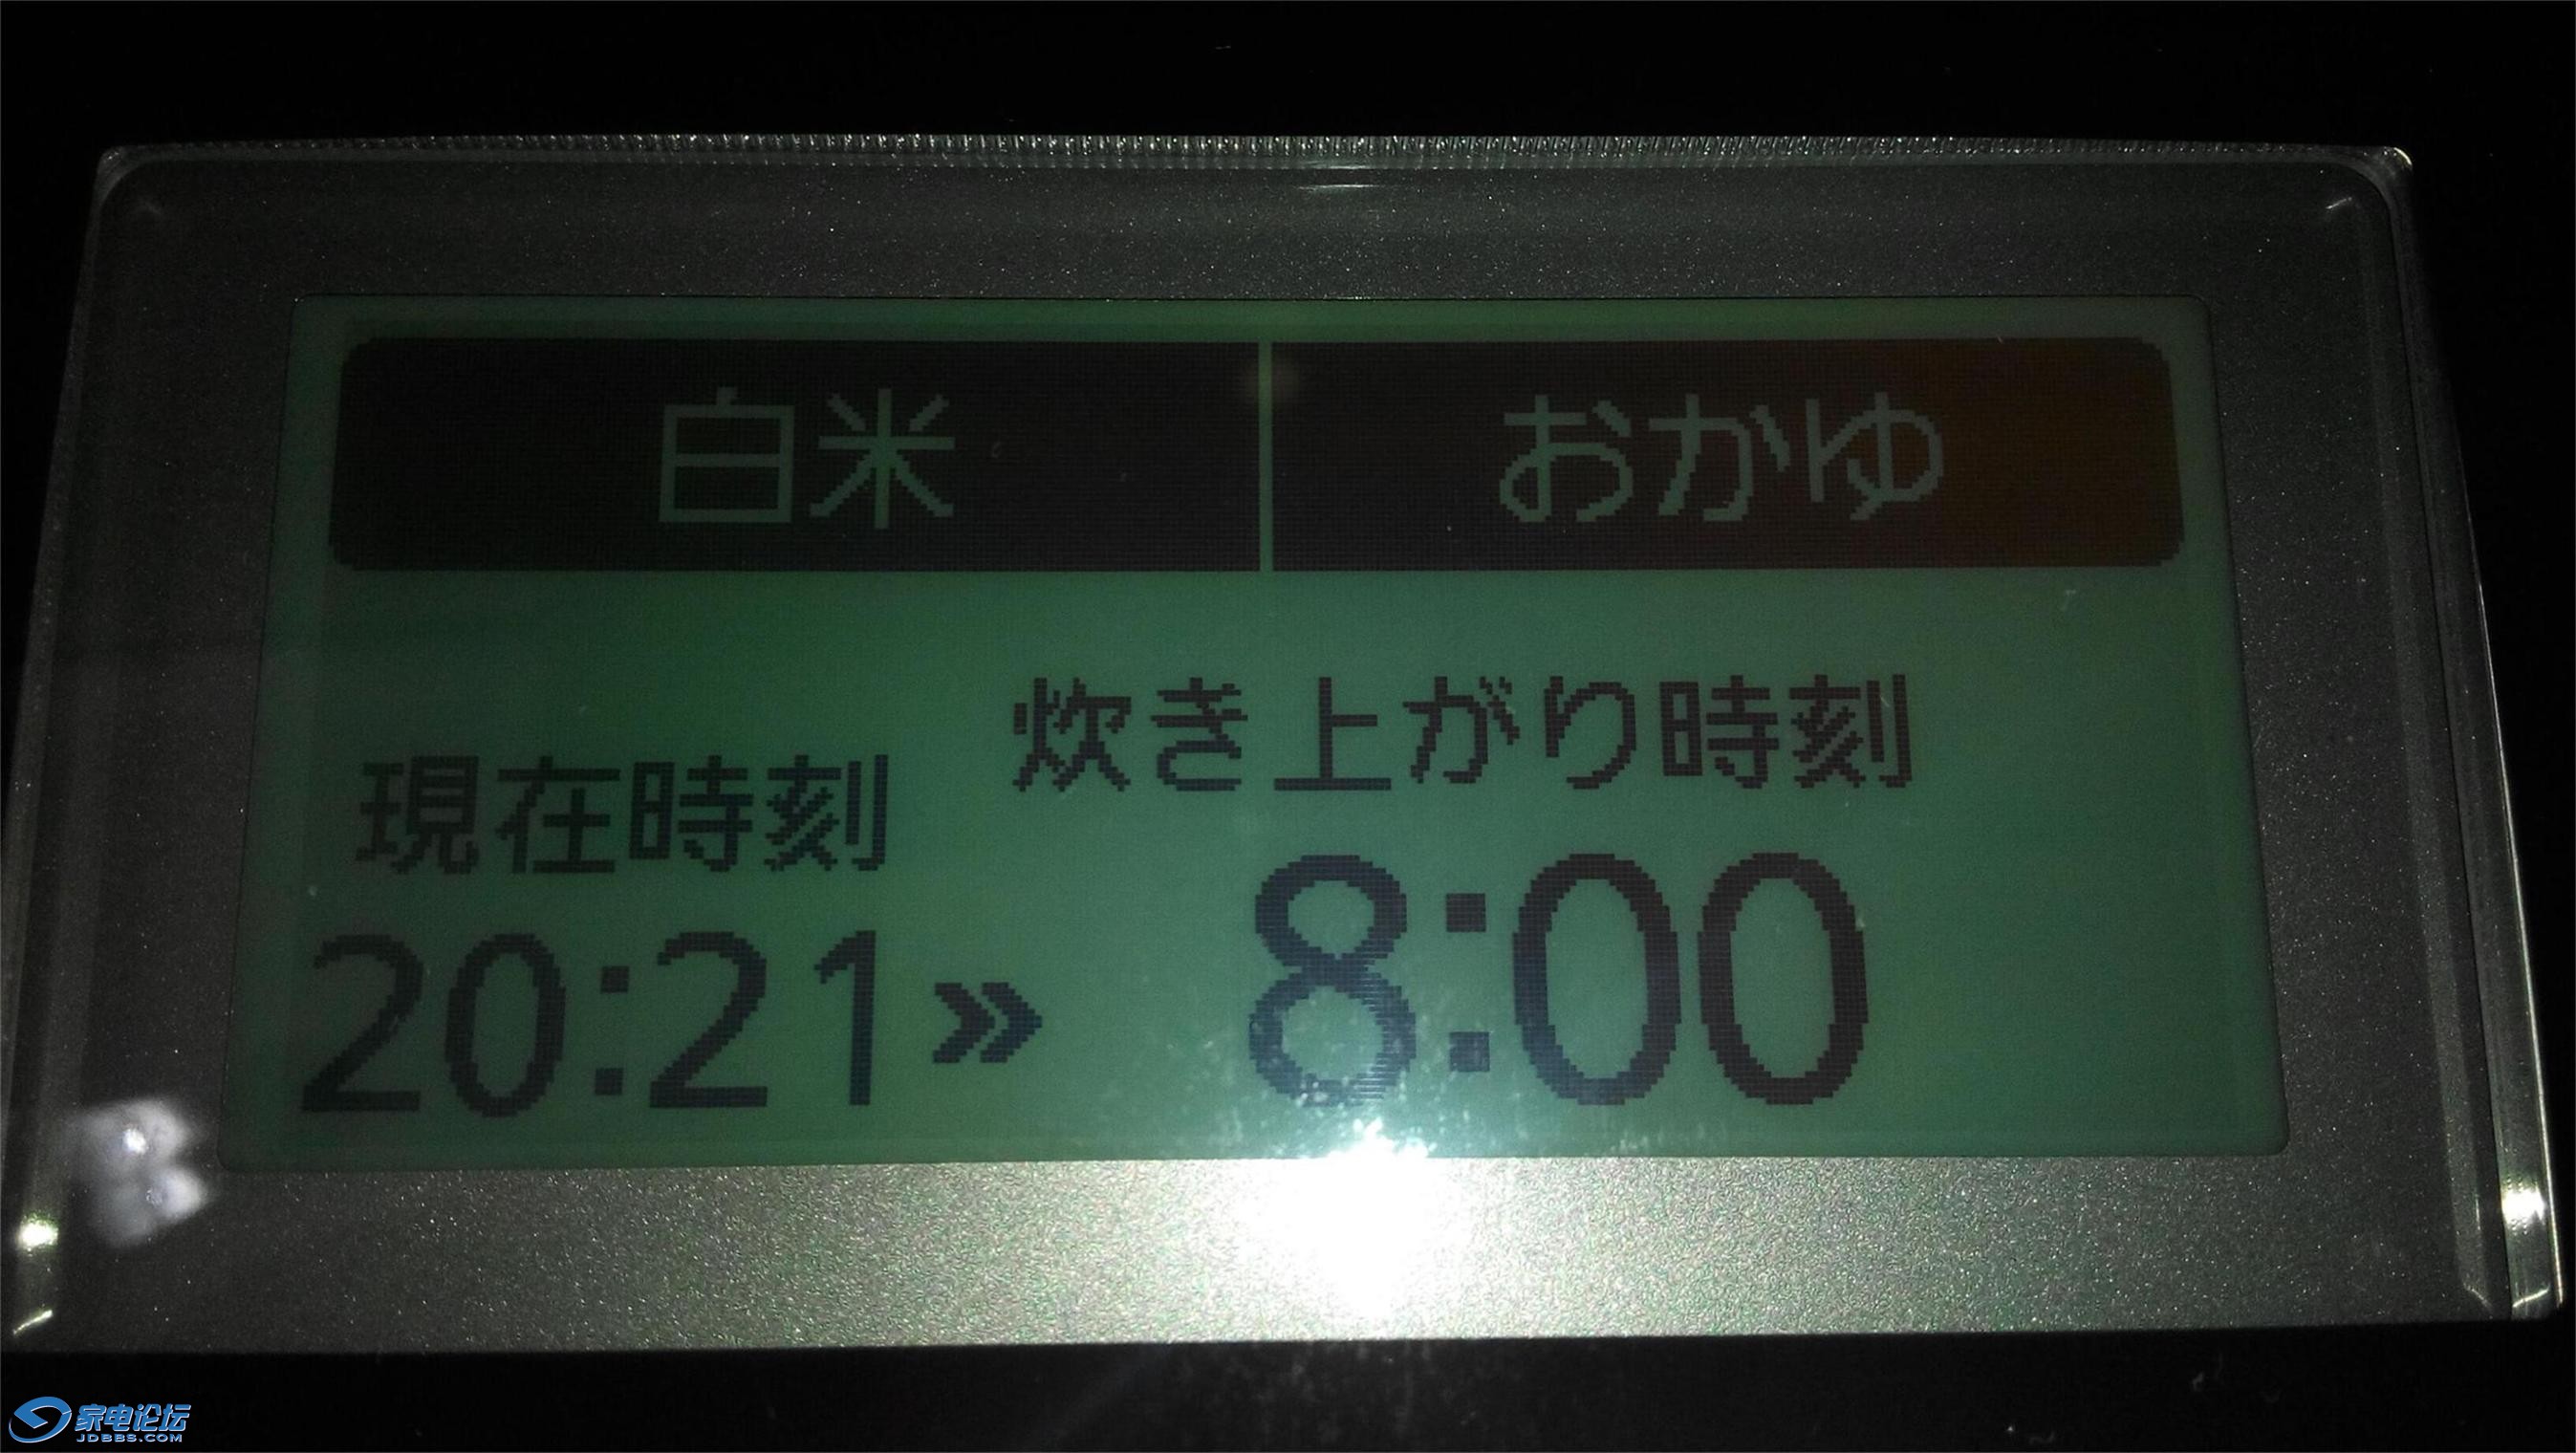 白米 おかゆ
炊き上がり時刻
現在時刻
20:21 » 8:00
家电论坛
JDBBS.COM